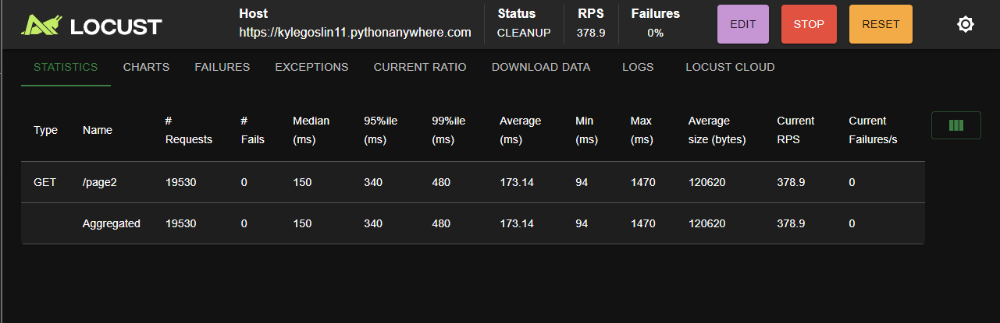 LOCUST
Host
https://kylegoslin11.pythonanywhere.com
Status
CLEANUP
RPS
378.9
Failures
0%
EDIT
STOP
RESET
STATISTICS CHARTS FAILURES EXCEPTIONS CURRENT RATIO DOWNLOAD DATA LOGS LOCUST CLOUD
Type Name # Requests # Fails Median (ms) 95%ile (ms) 99%ile (ms) Average (ms) Min (ms) Max (ms) Average size (bytes) Current RPS Current Failures/s
GET /page2 19530 0 150 340 480 173.14 94 1470 120620 378.9 0
Aggregated 19530 0 150 340 480 173.14 94 1470 120620 378.9 0